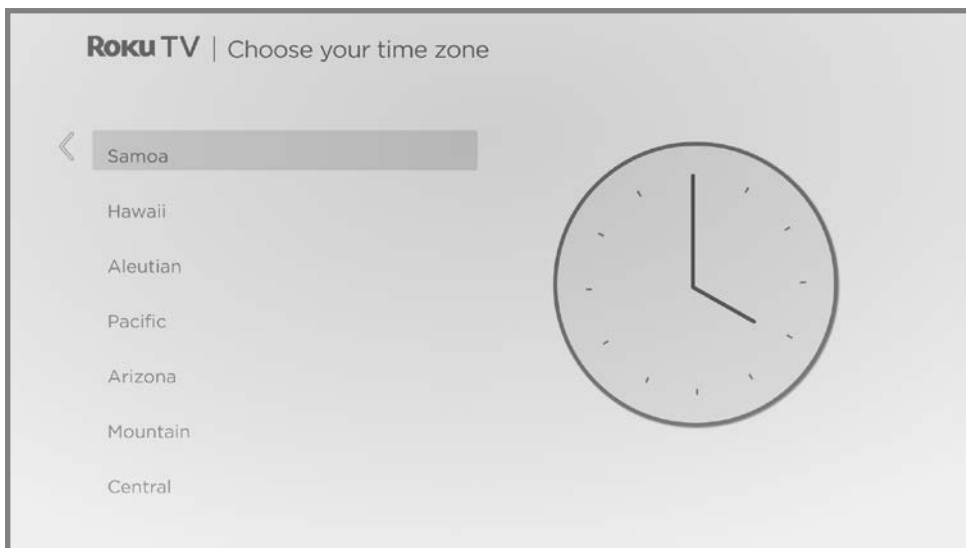 Roku TV | Choose your time zone
Samoa
Hawaii
Aleutian
Pacific
Arizona
Mountain
Central